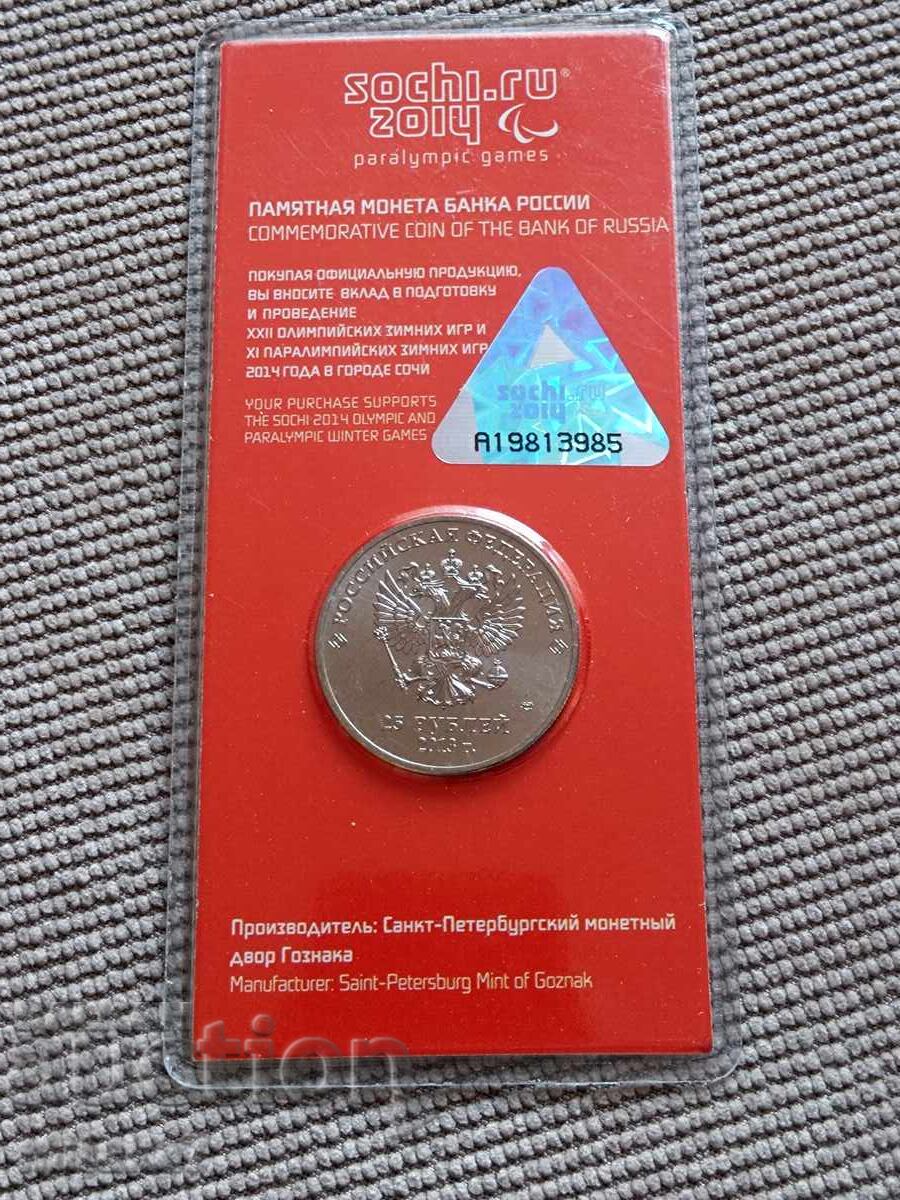 sochi.ru
2014
paralympic games
ПАМЯТНАЯ МОНЕТА БАНКА РОССИИ
COMMEMORATIVE COIN OF THE BANK OF RUSSIA
ПОКУПАЯ ОФИЦИАЛЬНУЮ ПРОДУКЦИЮ,
ВЫ ВНОСИТЕ ВКЛАД В ПОДГОТОВКУ
И ПРОВЕДЕНИЕ
XXII ОЛИМПИЙСКИХ ЗИМНИХ ИГР И
XI ПАРАЛИМПИЙСКИХ ЗИМНИХ ИГР
2014 ГОДА В ГОРОДЕ СОЧИ
YOUR PURCHASE SUPPORTS
THE SOCHI 2014 OLYMPIC AND
PARALYMPIC WINTER GAMES
sochi.ru
2014
A19813985
РОССИЙСКАЯ ФЕДЕРАЦИЯ
25 РУБЛЕЙ
2013 г.
Производитель: Санкт-Петербургский монетный
двор Гознака
Manufacturer: Saint-Petersburg Mint of Goznak